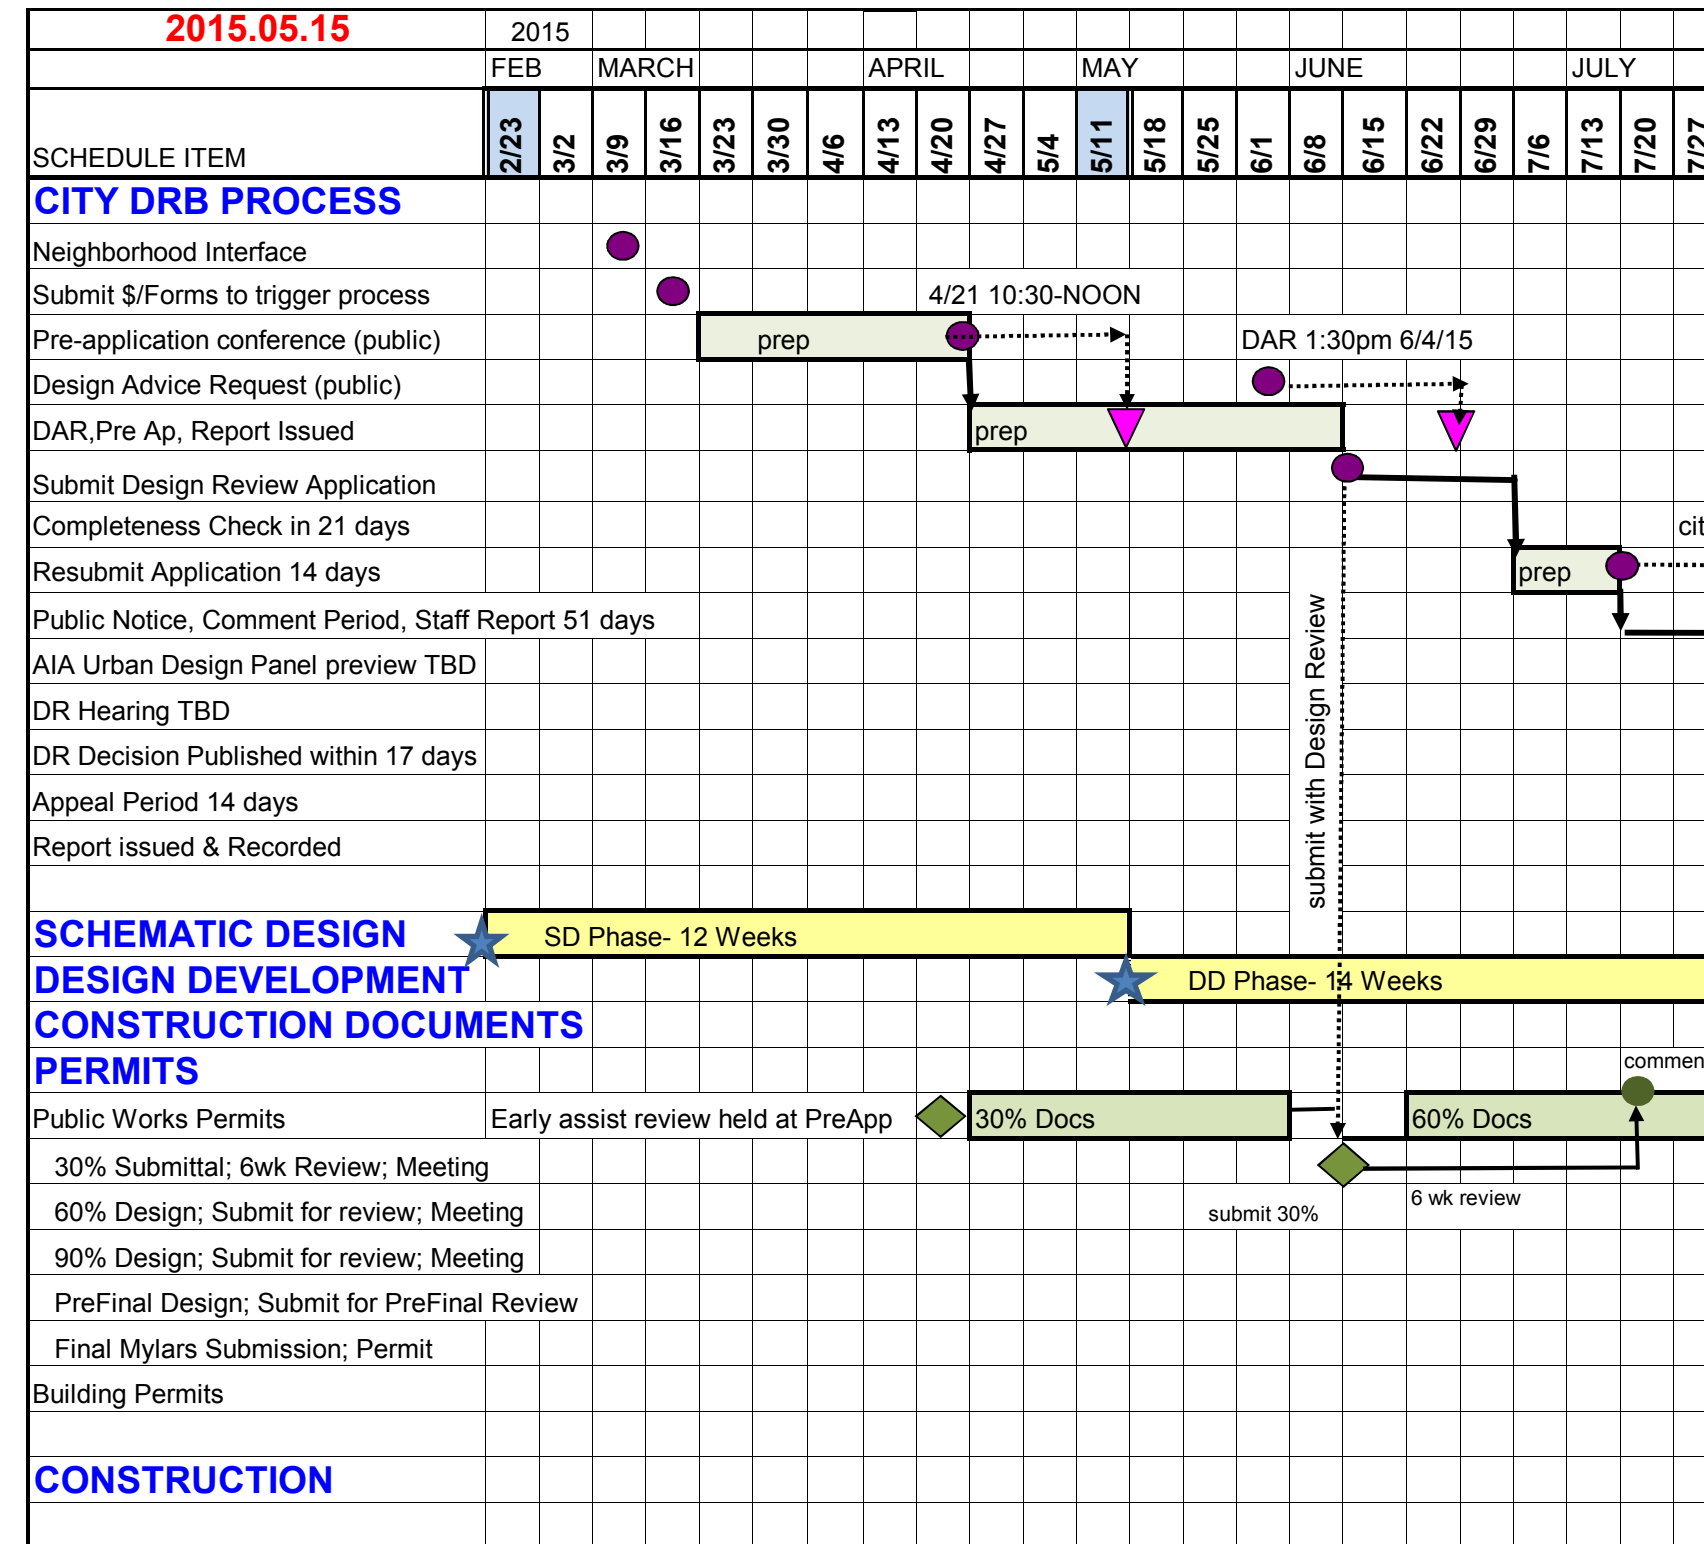 2015.05.15 2015
FEB MARCH APRIL MAY JUNE JULY
SCHEDULE ITEM 2/23 3/2 3/9 3/16 3/23 3/30 4/6 4/13 4/20 4/27 5/4 5/11 5/18 5/25 6/1 6/8 6/15 6/22 6/29 7/6 7/13 7/20 7/27
CITY DRB PROCESS
Neighborhood Interface
Submit $/Forms to trigger process 4/21 10:30-NOON
Pre-application conference (public) prep DAR 1:30pm 6/4/15
Design Advice Request (public)
DAR,Pre Ap, Report Issued prep
Submit Design Review Application
Completeness Check in 21 days cit
Resubmit Application 14 days prep
Public Notice, Comment Period, Staff Report 51 days
submit with Design Review
AIA Urban Design Panel preview TBD
DR Hearing TBD
DR Decision Published within 17 days
Appeal Period 14 days
Report issued & Recorded
SCHEMATIC DESIGN SD Phase- 12 Weeks
DESIGN DEVELOPMENT DD Phase- 14 Weeks
CONSTRUCTION DOCUMENTS
PERMITS commen
Public Works Permits Early assist review held at PreApp 30% Docs 60% Docs
30% Submittal; 6wk Review; Meeting
60% Design; Submit for review; Meeting submit 30% 6 wk review
90% Design; Submit for review; Meeting
PreFinal Design; Submit for PreFinal Review
Final Mylars Submission; Permit
Building Permits
CONSTRUCTION